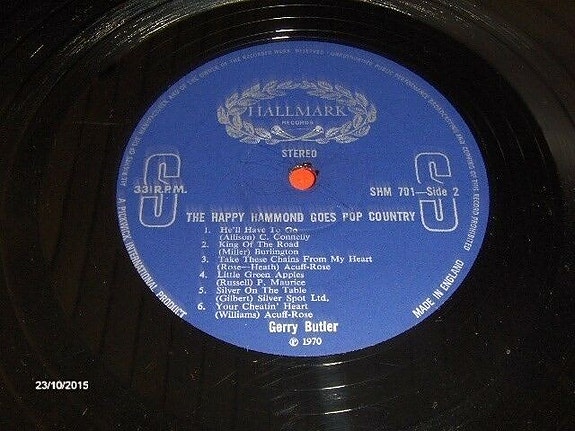 HALLMARK
RECORDS
STEREO
S
33⅓ R.P.M.
SHM 701—Side 2
S
THE HAPPY HAMMOND GOES POP COUNTRY
1. He'll Have To Go
(Allison) C. Connelly
2. King Of The Road
(Miller) Burlington
3. Take These Chains From My Heart
(Rose—Heath) Acuff-Rose
4. Little Green Apples
(Russell) P. Maurice
5. Silver On The Table
(Gilbert) Silver Spot Ltd.
6. Your Cheatin' Heart
(Williams) Acuff-Rose
Gerry Butler
℗ 1970
A PICKWICK INTERNATIONAL PRODUCT
MADE IN ENGLAND
23/10/2015